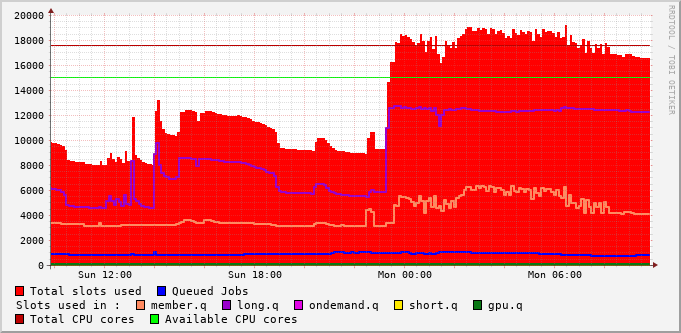 20000
18000
16000
14000
12000
10000
8000
6000
4000
2000
0
Sun 12:00 Sun 18:00 Mon 00:00 Mon 06:00
RRDTOOL / TOBI OETIKER
Total slots used Queued Jobs
Slots used in : member.q long.q ondemand.q short.q gpu.q
Total CPU cores Available CPU cores